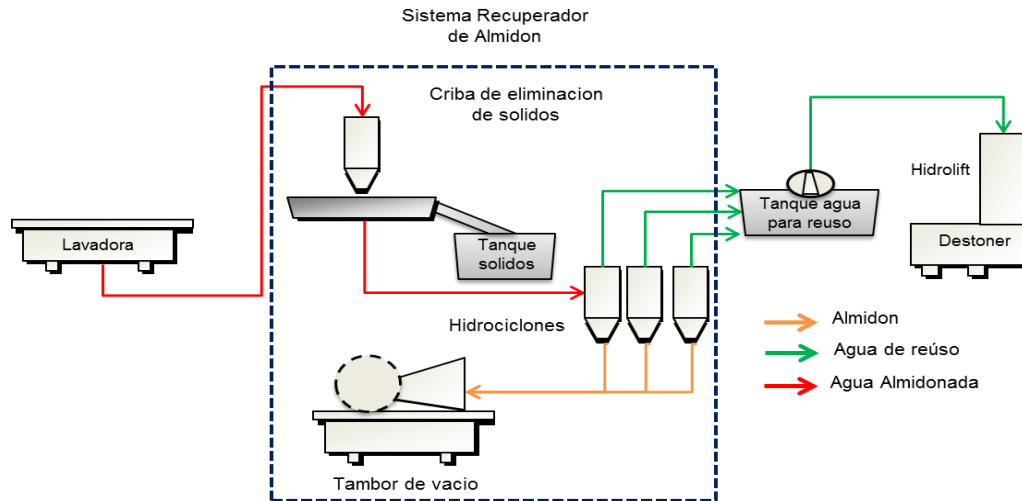 Sistema Recuperador
de Almidon
Criba de eliminacion
de solidos
Hidrolift
Tanque agua
para reuso
Lavadora
Tanque
solidos
Destoner
Hidrociclones
Almidon
Agua de reúso
Agua Almidonada
Tambor de vacio